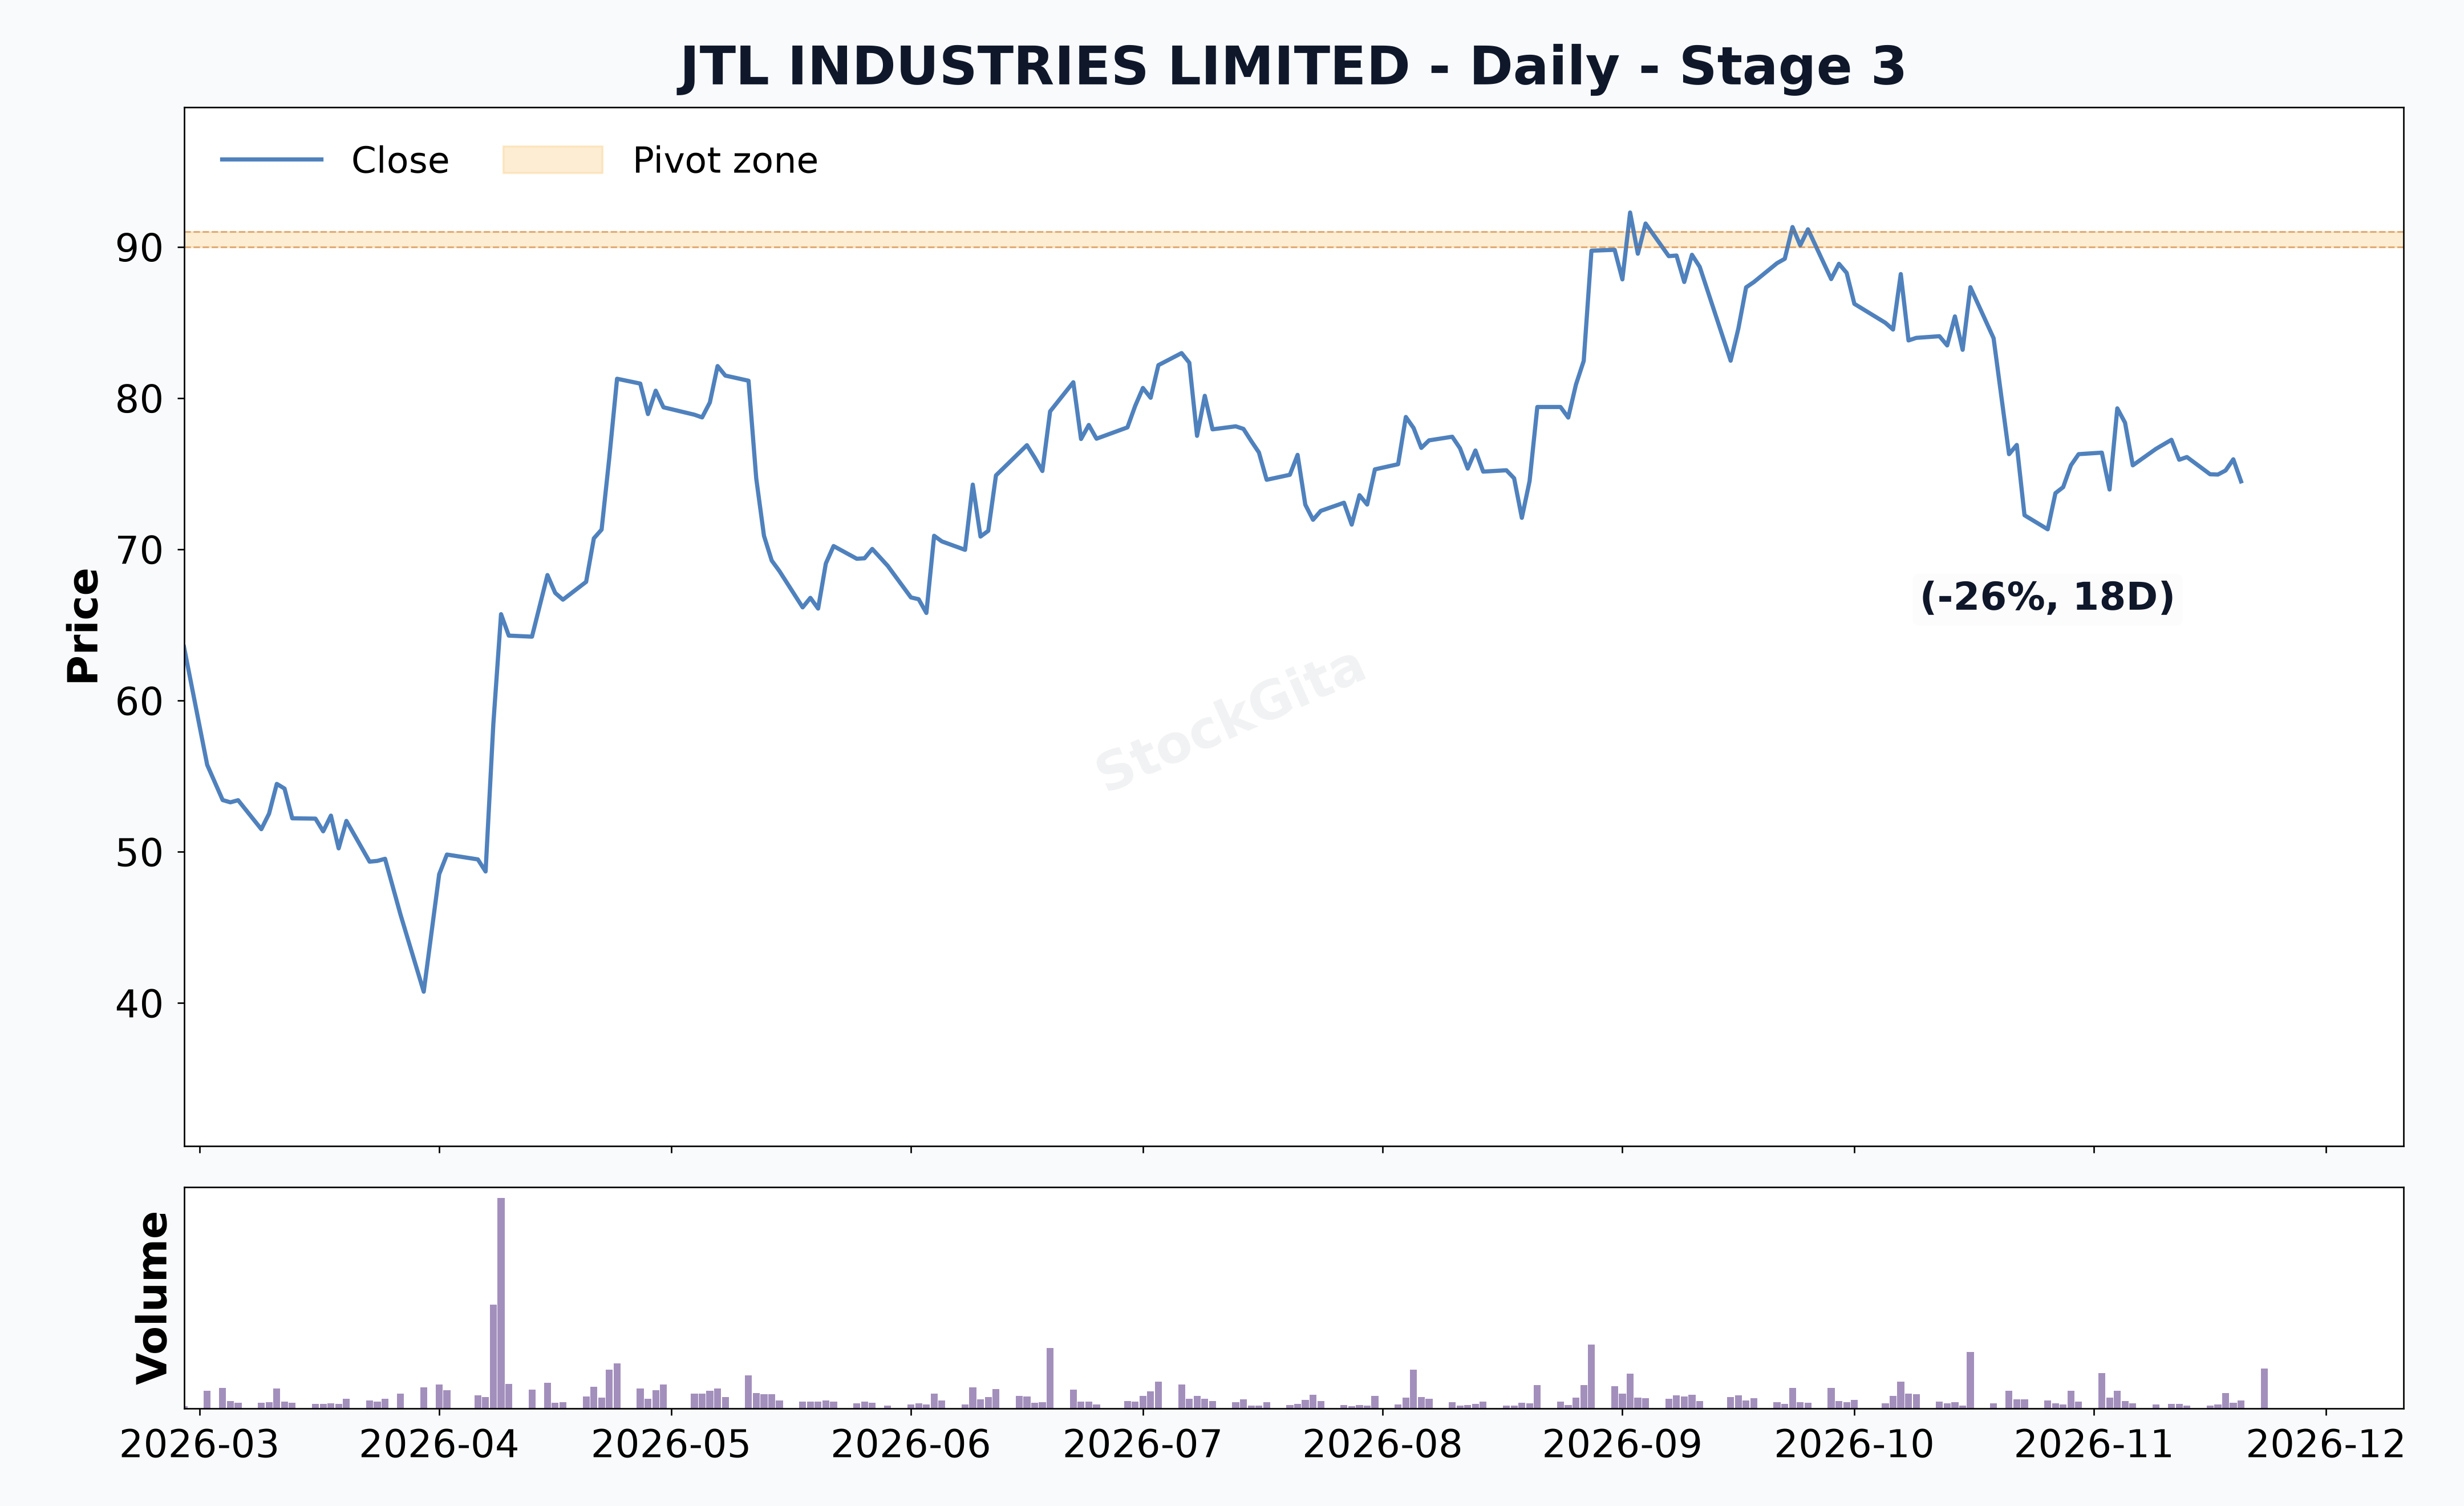 JTL INDUSTRIES LIMITED - Daily - Stage 3
Close
Pivot zone
90
80
70
60
50
40
Price
(-26%, 18D)
StockGita
Volume
2026-03
2026-04
2026-05
2026-06
2026-07
2026-08
2026-09
2026-10
2026-11
2026-12